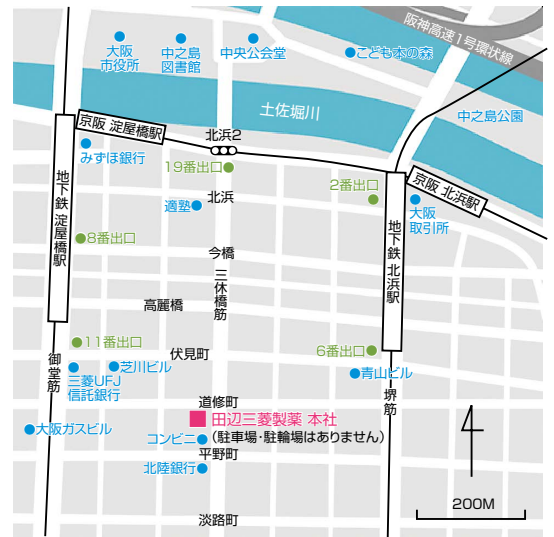 阪神高速1号環状線
大阪
市役所
中之島
図書館
中央公会堂
こども本の森
土佐堀川
中之島公園
京阪 淀屋橋駅
北浜2
みずほ銀行
19番出口
京阪 北浜駅
2番出口
適塾
北浜
大阪
取引所
地下鉄 淀屋橋駅
8番出口
地下鉄 北浜駅
今橋
三休橋筋
高麗橋
11番出口
伏見町
6番出口
御堂筋
三菱UFJ
信託銀行
芝川ビル
青山ビル
堺筋
道修町
田辺三菱製薬 本社
大阪ガスビル
コンビニ
(駐車場・駐輪場はありません)
平野町
北陸銀行
200M
淡路町